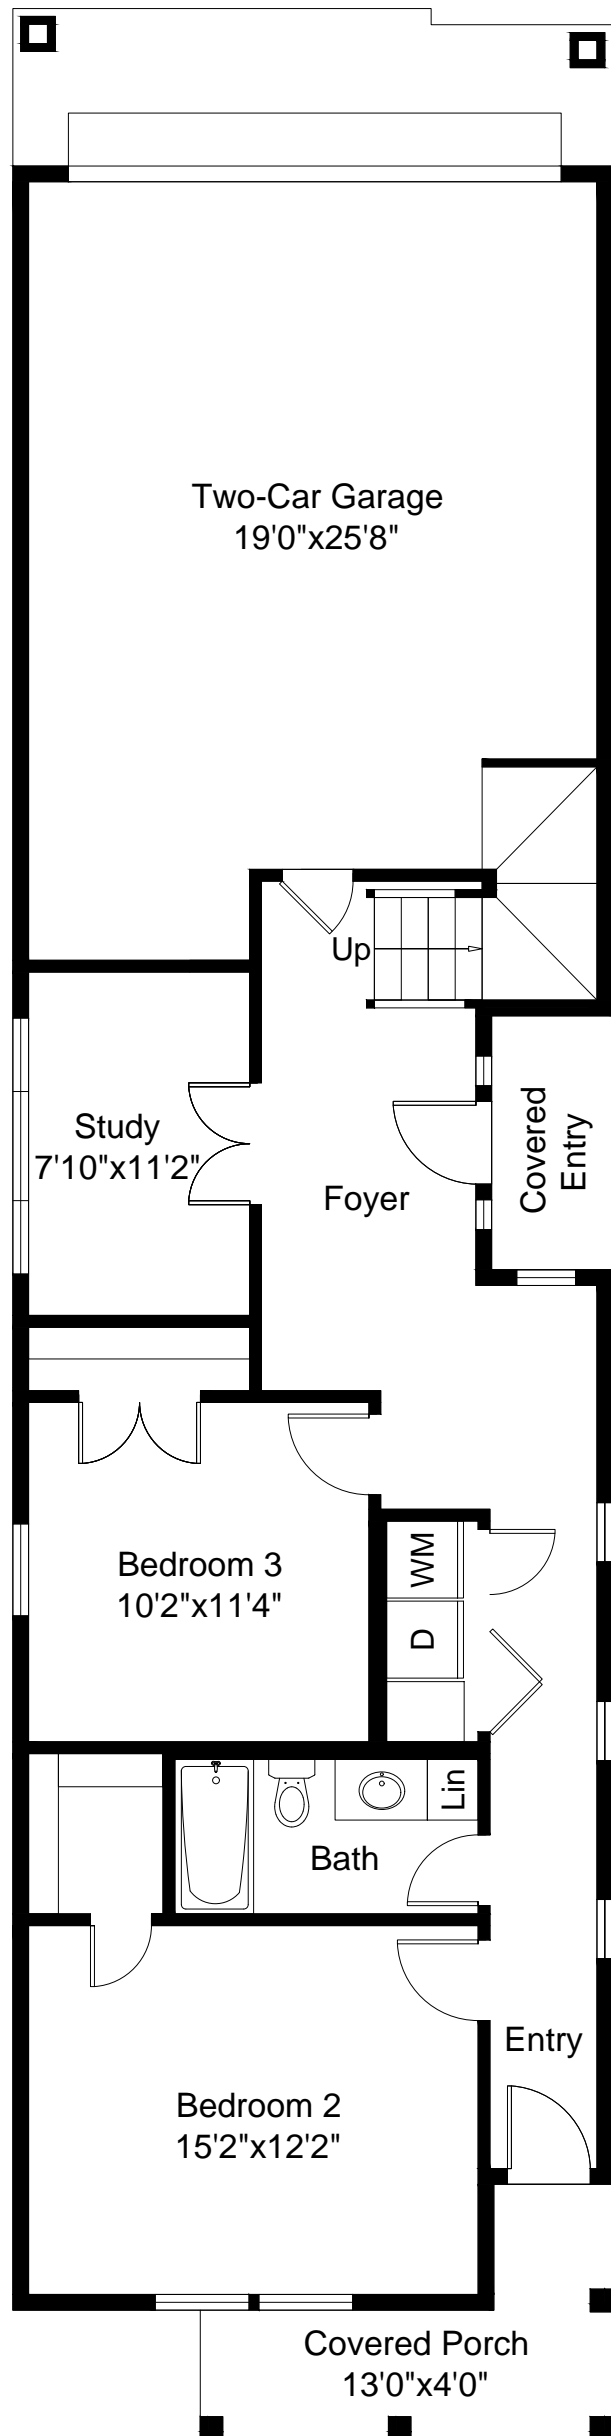 Two-Car Garage
19'0"x25'8"
Up
Study
7'10"x11'2"
Covered
Entry
Foyer
Bedroom 3
10'2"x11'4"
WM
D
Lin
Bath
Entry
Bedroom 2
15'2"x12'2"
Covered Porch
13'0"x4'0"